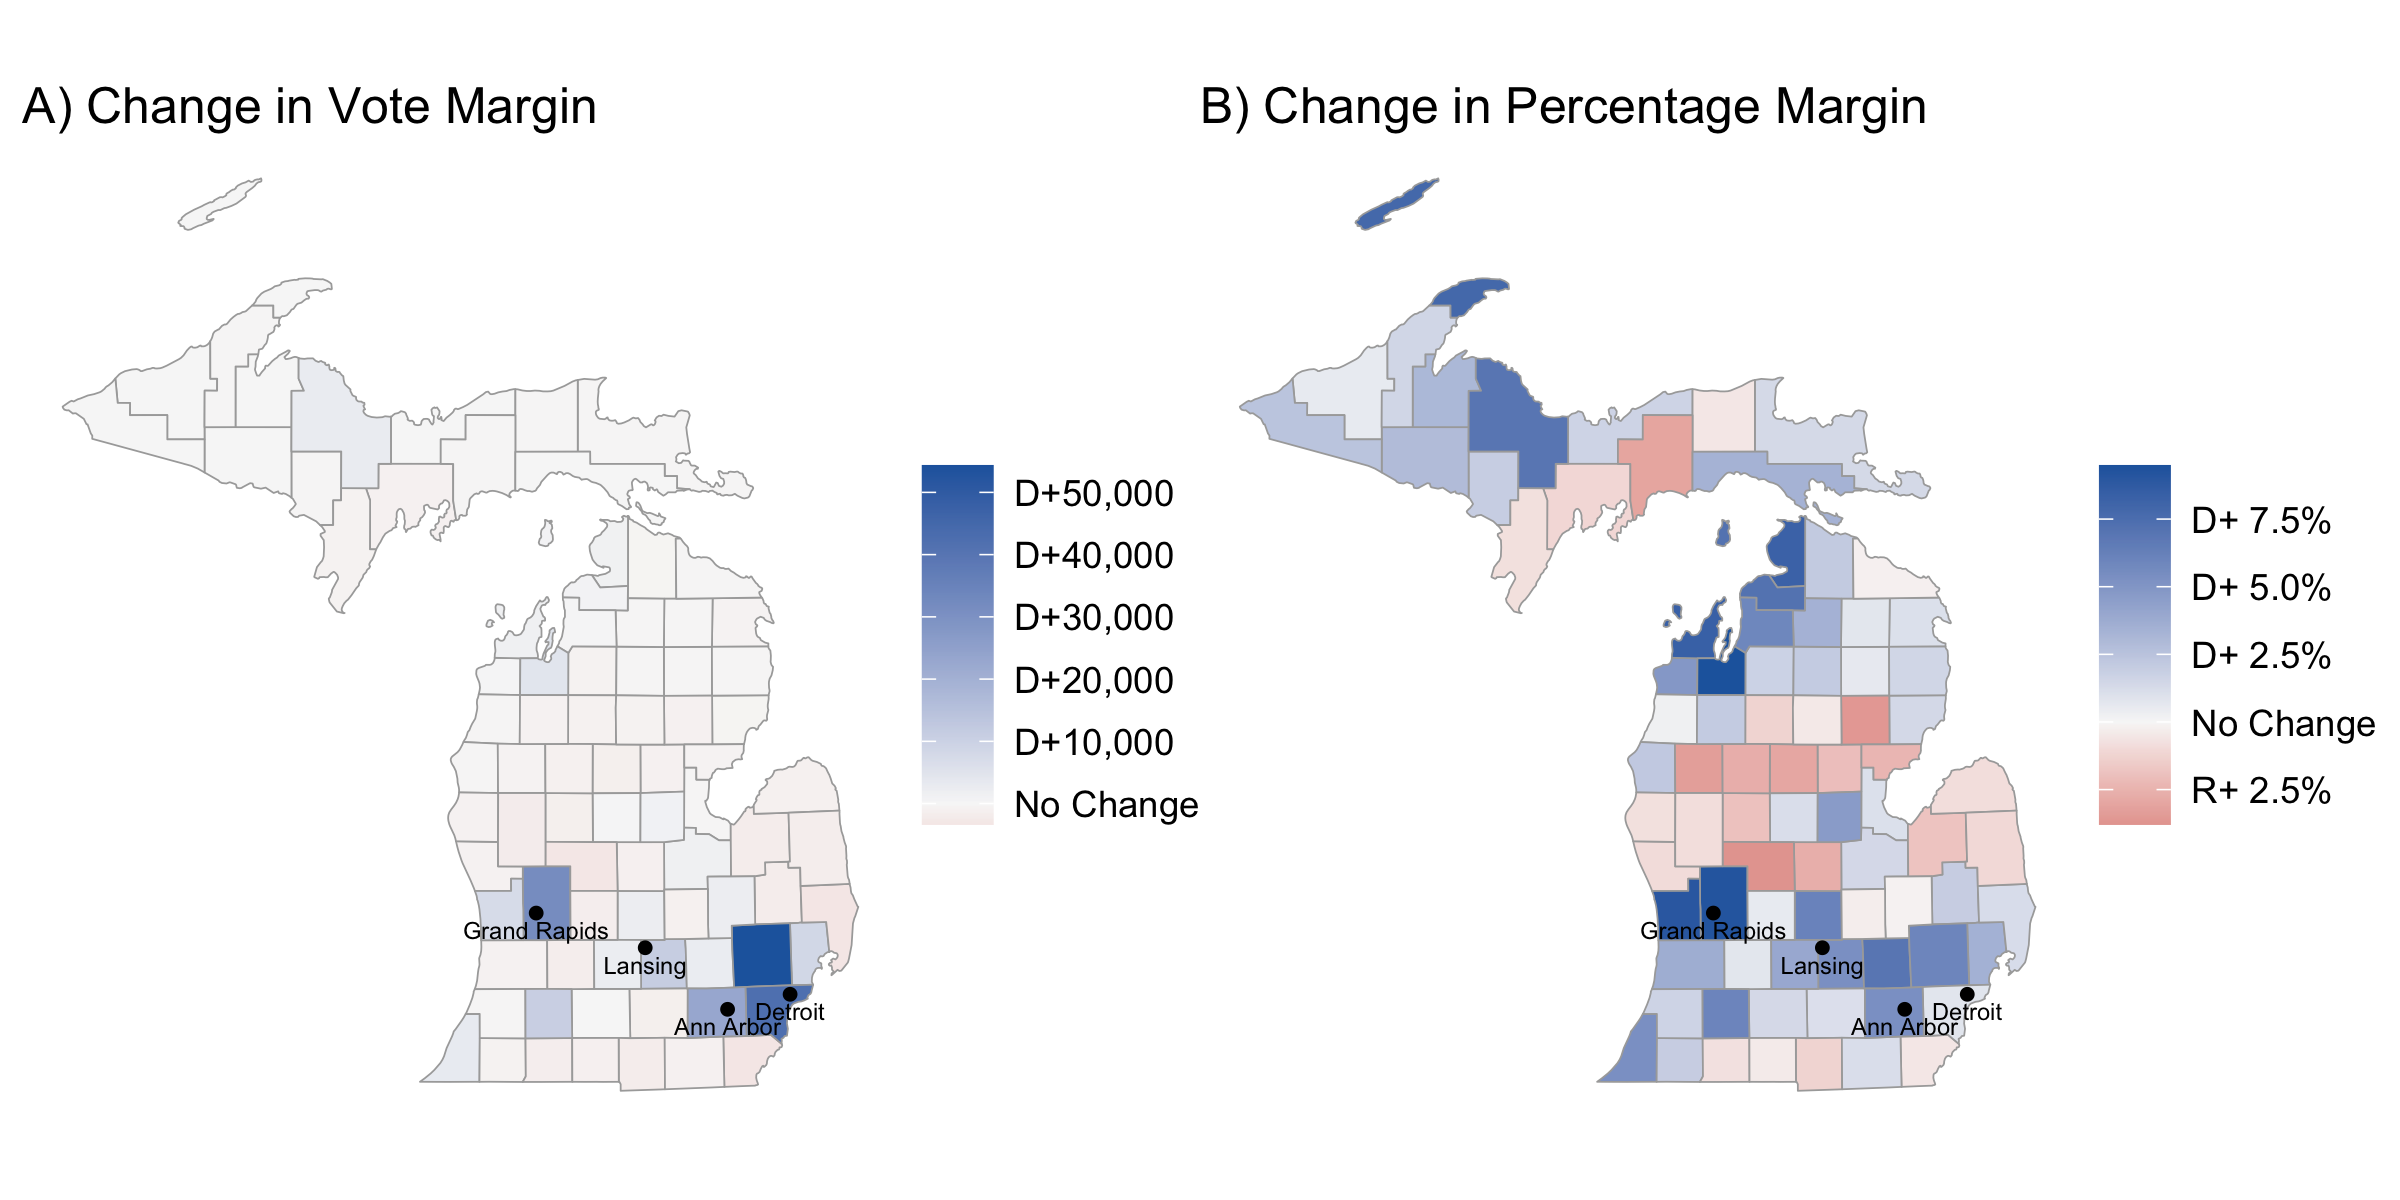 A) Change in Vote Margin
Grand Rapids
Lansing
Ann Arbor
Detroit
D+50,000
D+40,000
D+30,000
D+20,000
D+10,000
No Change
B) Change in Percentage Margin
Grand Rapids
Lansing
Ann Arbor
Detroit
D+ 7.5%
D+ 5.0%
D+ 2.5%
No Change
R+ 2.5%